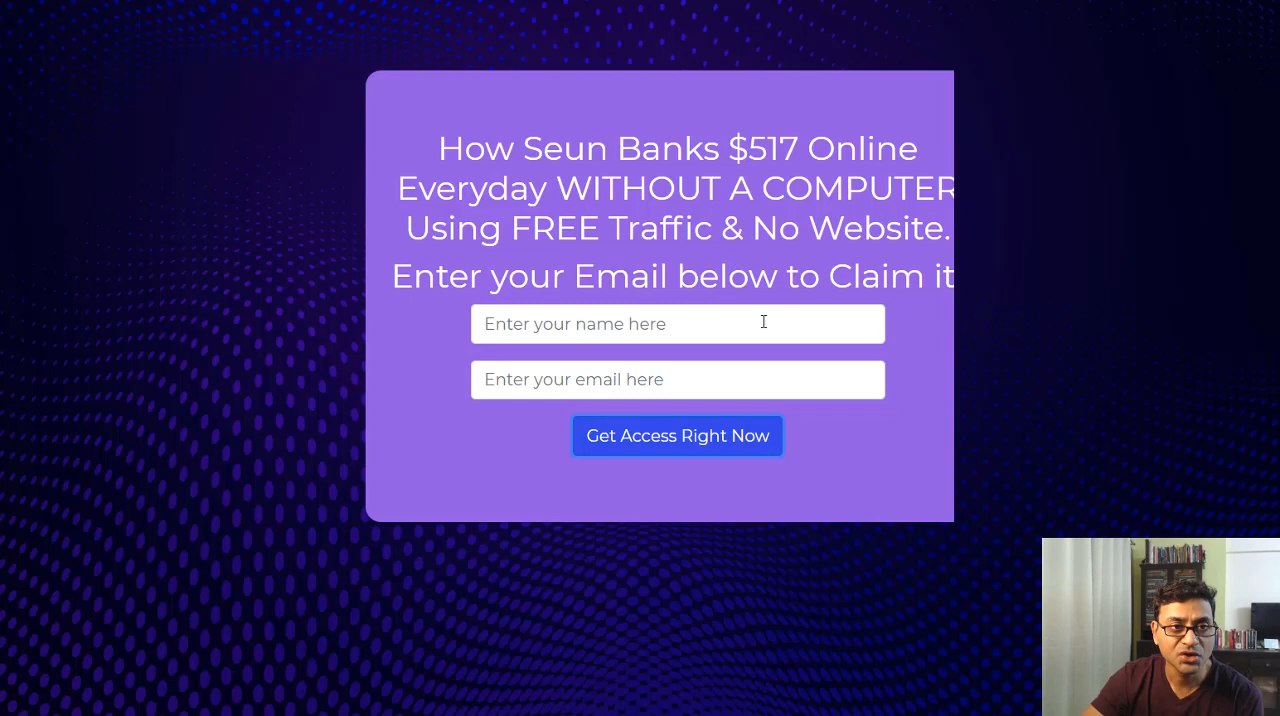 How Seun Banks $517 Online
Everyday WITHOUT A COMPUTER
Using FREE Traffic & No Website.
Enter your Email below to Claim it
Enter your name here
Enter your email here
Get Access Right Now